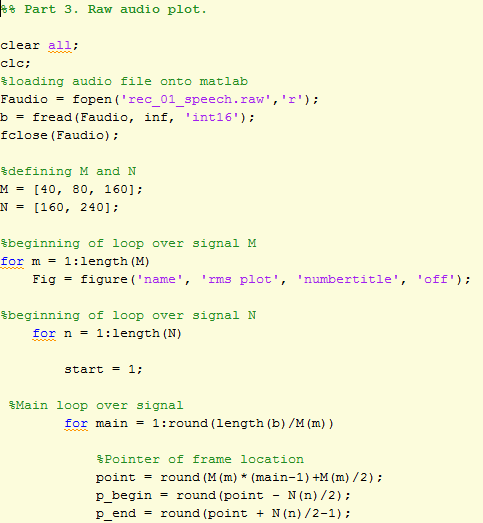 %% Part 3. Raw audio plot.
clear all;
clc;
%loading audio file onto matlab
Faudio = fopen('rec_01_speech.raw','r');
b = fread(Faudio, inf, 'int16');
fclose(Faudio);
%defining M and N
M = [40, 80, 160];
N = [160, 240];
%beginning of loop over signal M
for m = 1:length(M)
Fig = figure('name', 'rms plot', 'numbertitle', 'off');
%beginning of loop over signal N
for n = 1:length(N)
start = 1;
%Main loop over signal
for main = 1:round(length(b)/M(m))
%Pointer of frame location
point = round(M(m)*(main-1)+M(m)/2);
p_begin = round(point - N(n)/2);
p_end = round(point + N(n)/2-1);